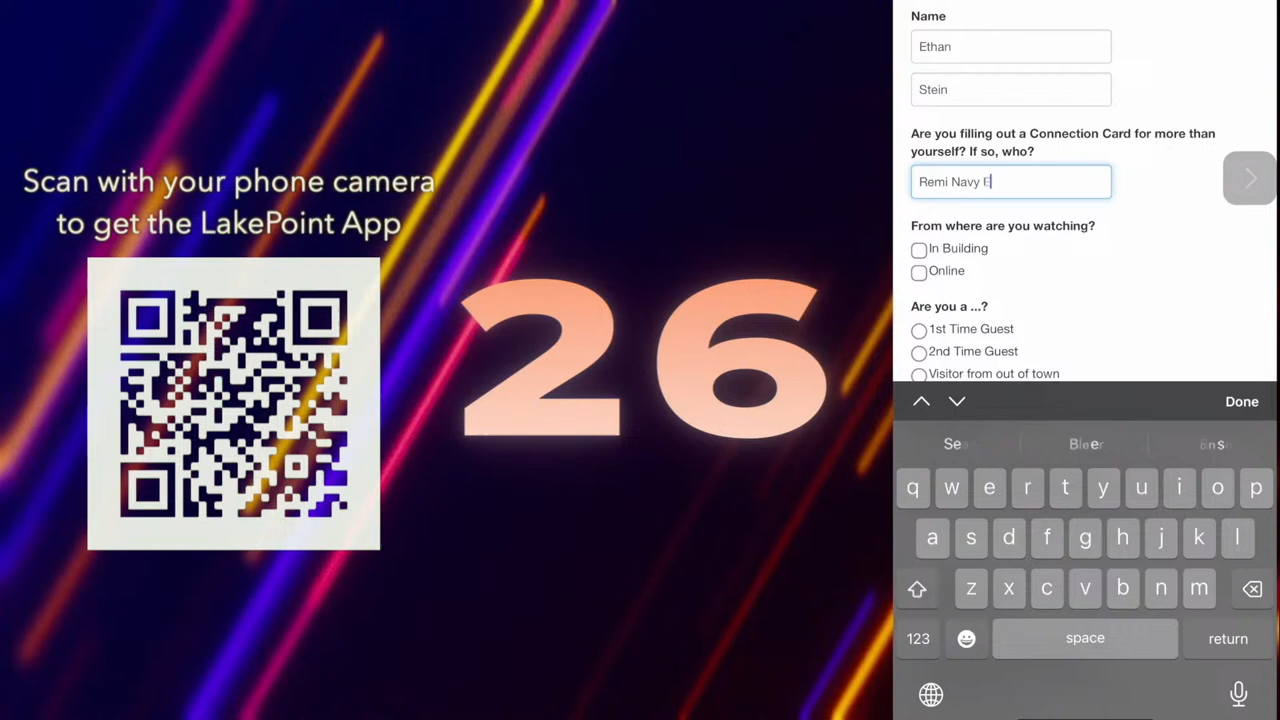 Scan with your phone camera
to get the LakePoint App
26
Name
Ethan
Stein
Are you filling out a Connection Card for more than
yourself? If so, who?
Remi Navy
From where are you watching?
In Building
Online
Are you a ...?
1st Time Guest
2nd Time Guest
Visitor from out of town
Done
q w e r t y u i o p
a s d f g h j k l
z x c v b n m
123 space return